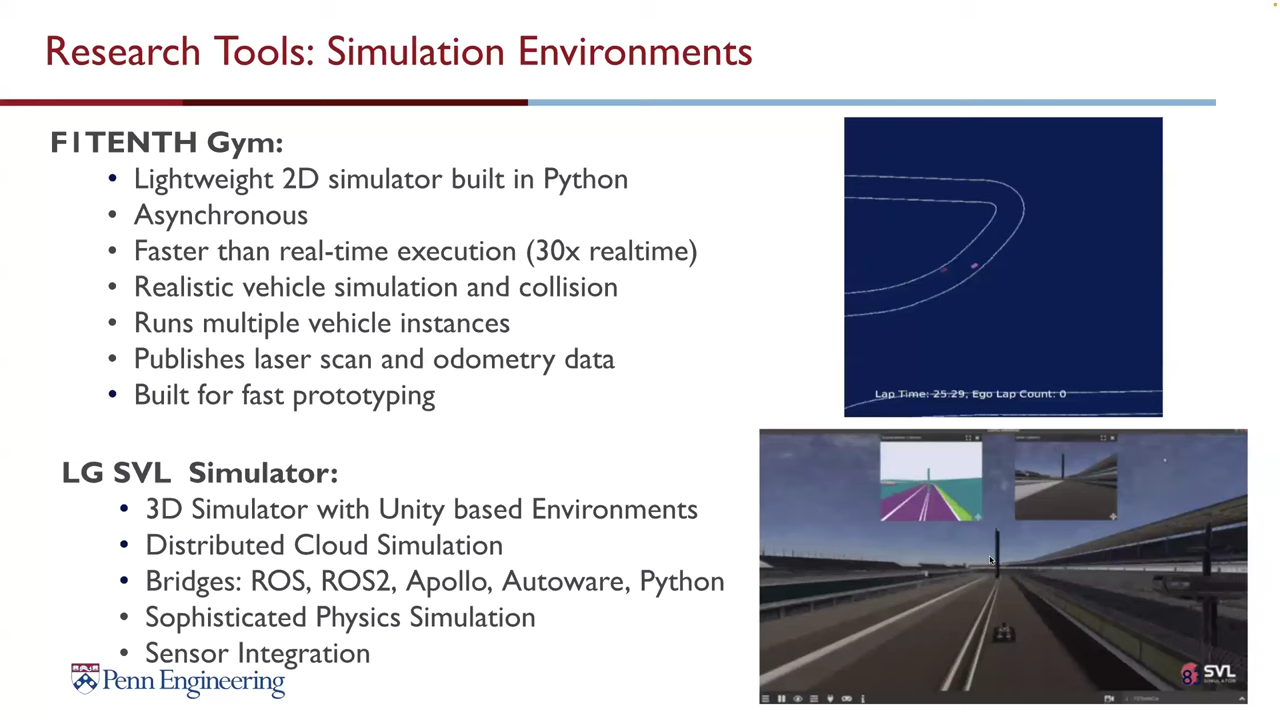 Research Tools: Simulation Environments
F1TENTH Gym:
• Lightweight 2D simulator built in Python
• Asynchronous
• Faster than real-time execution (30x realtime)
• Realistic vehicle simulation and collision
• Runs multiple vehicle instances
• Publishes laser scan and odometry data
• Built for fast prototyping
Lap Time: 25.29, Ego Lap Count: 0
LG SVL Simulator:
• 3D Simulator with Unity based Environments
• Distributed Cloud Simulation
• Bridges: ROS, ROS2, Apollo, Autoware, Python
• Sophisticated Physics Simulation
• Sensor Integration
Penn Engineering
SVL
SIMULATOR